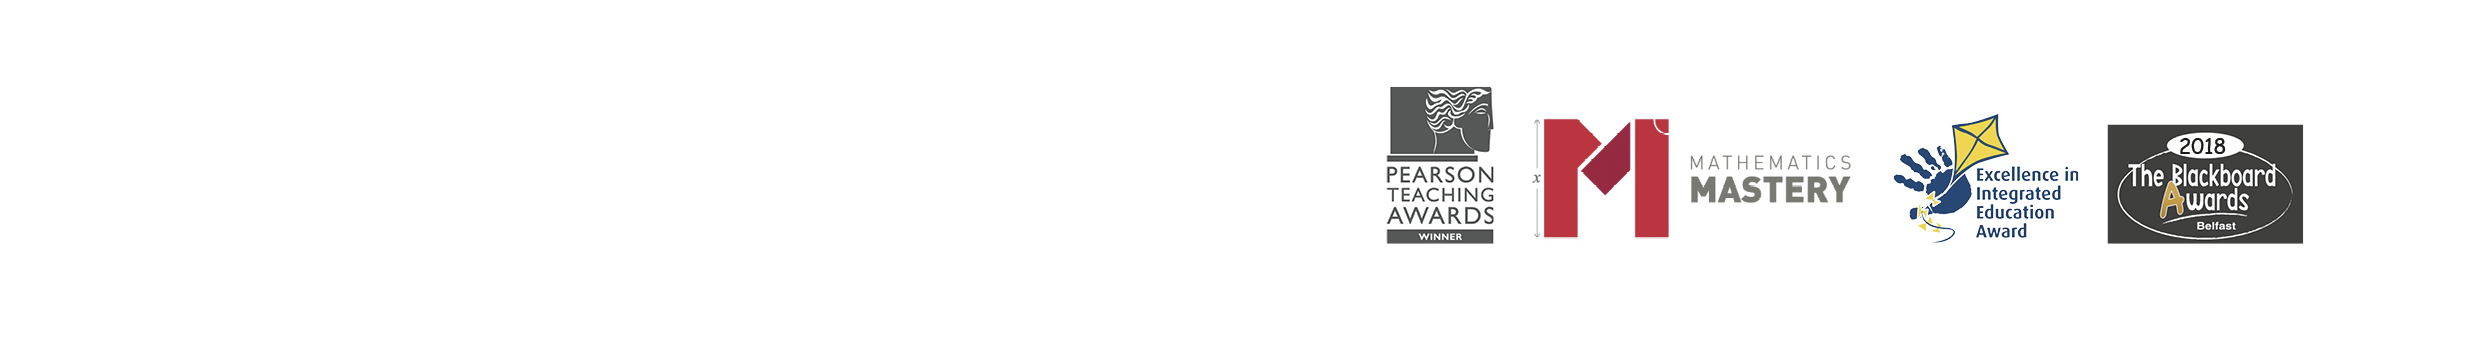 PEARSON
TEACHING
AWARDS
WINNER
x
MATHEMATICS
MASTERY
Excellence in
Integrated
Education
Award
2018
The Blackboard
Awards
Belfast